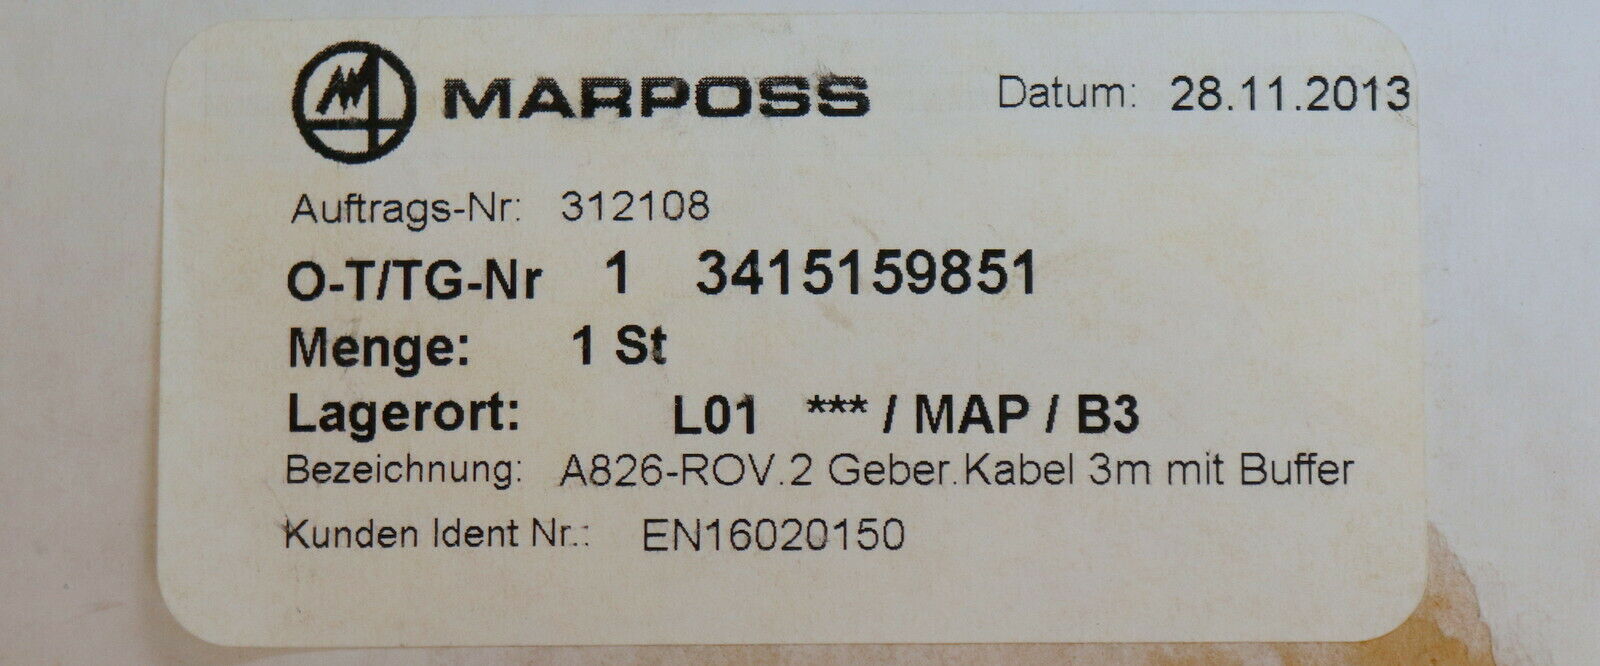 MARPOSS Datum: 28.11.2013
Auftrags-Nr: 312108
O-T/TG-Nr 1 3415159851
Menge: 1 St
Lagerort: L01 *** / MAP / B3
Bezeichnung: A826-ROV.2 Geber.Kabel 3m mit Buffer
Kunden Ident Nr.: EN16020150